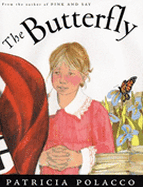 From the author of PINK AND SAY
The Butterfly
PATRICIA POLACCO